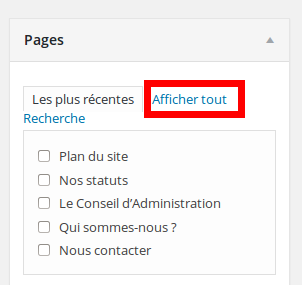 Pages
Les plus récentes Afficher tout
Recherche
Plan du site
Nos statuts
Le Conseil d’Administration
Qui sommes-nous ?
Nous contacter